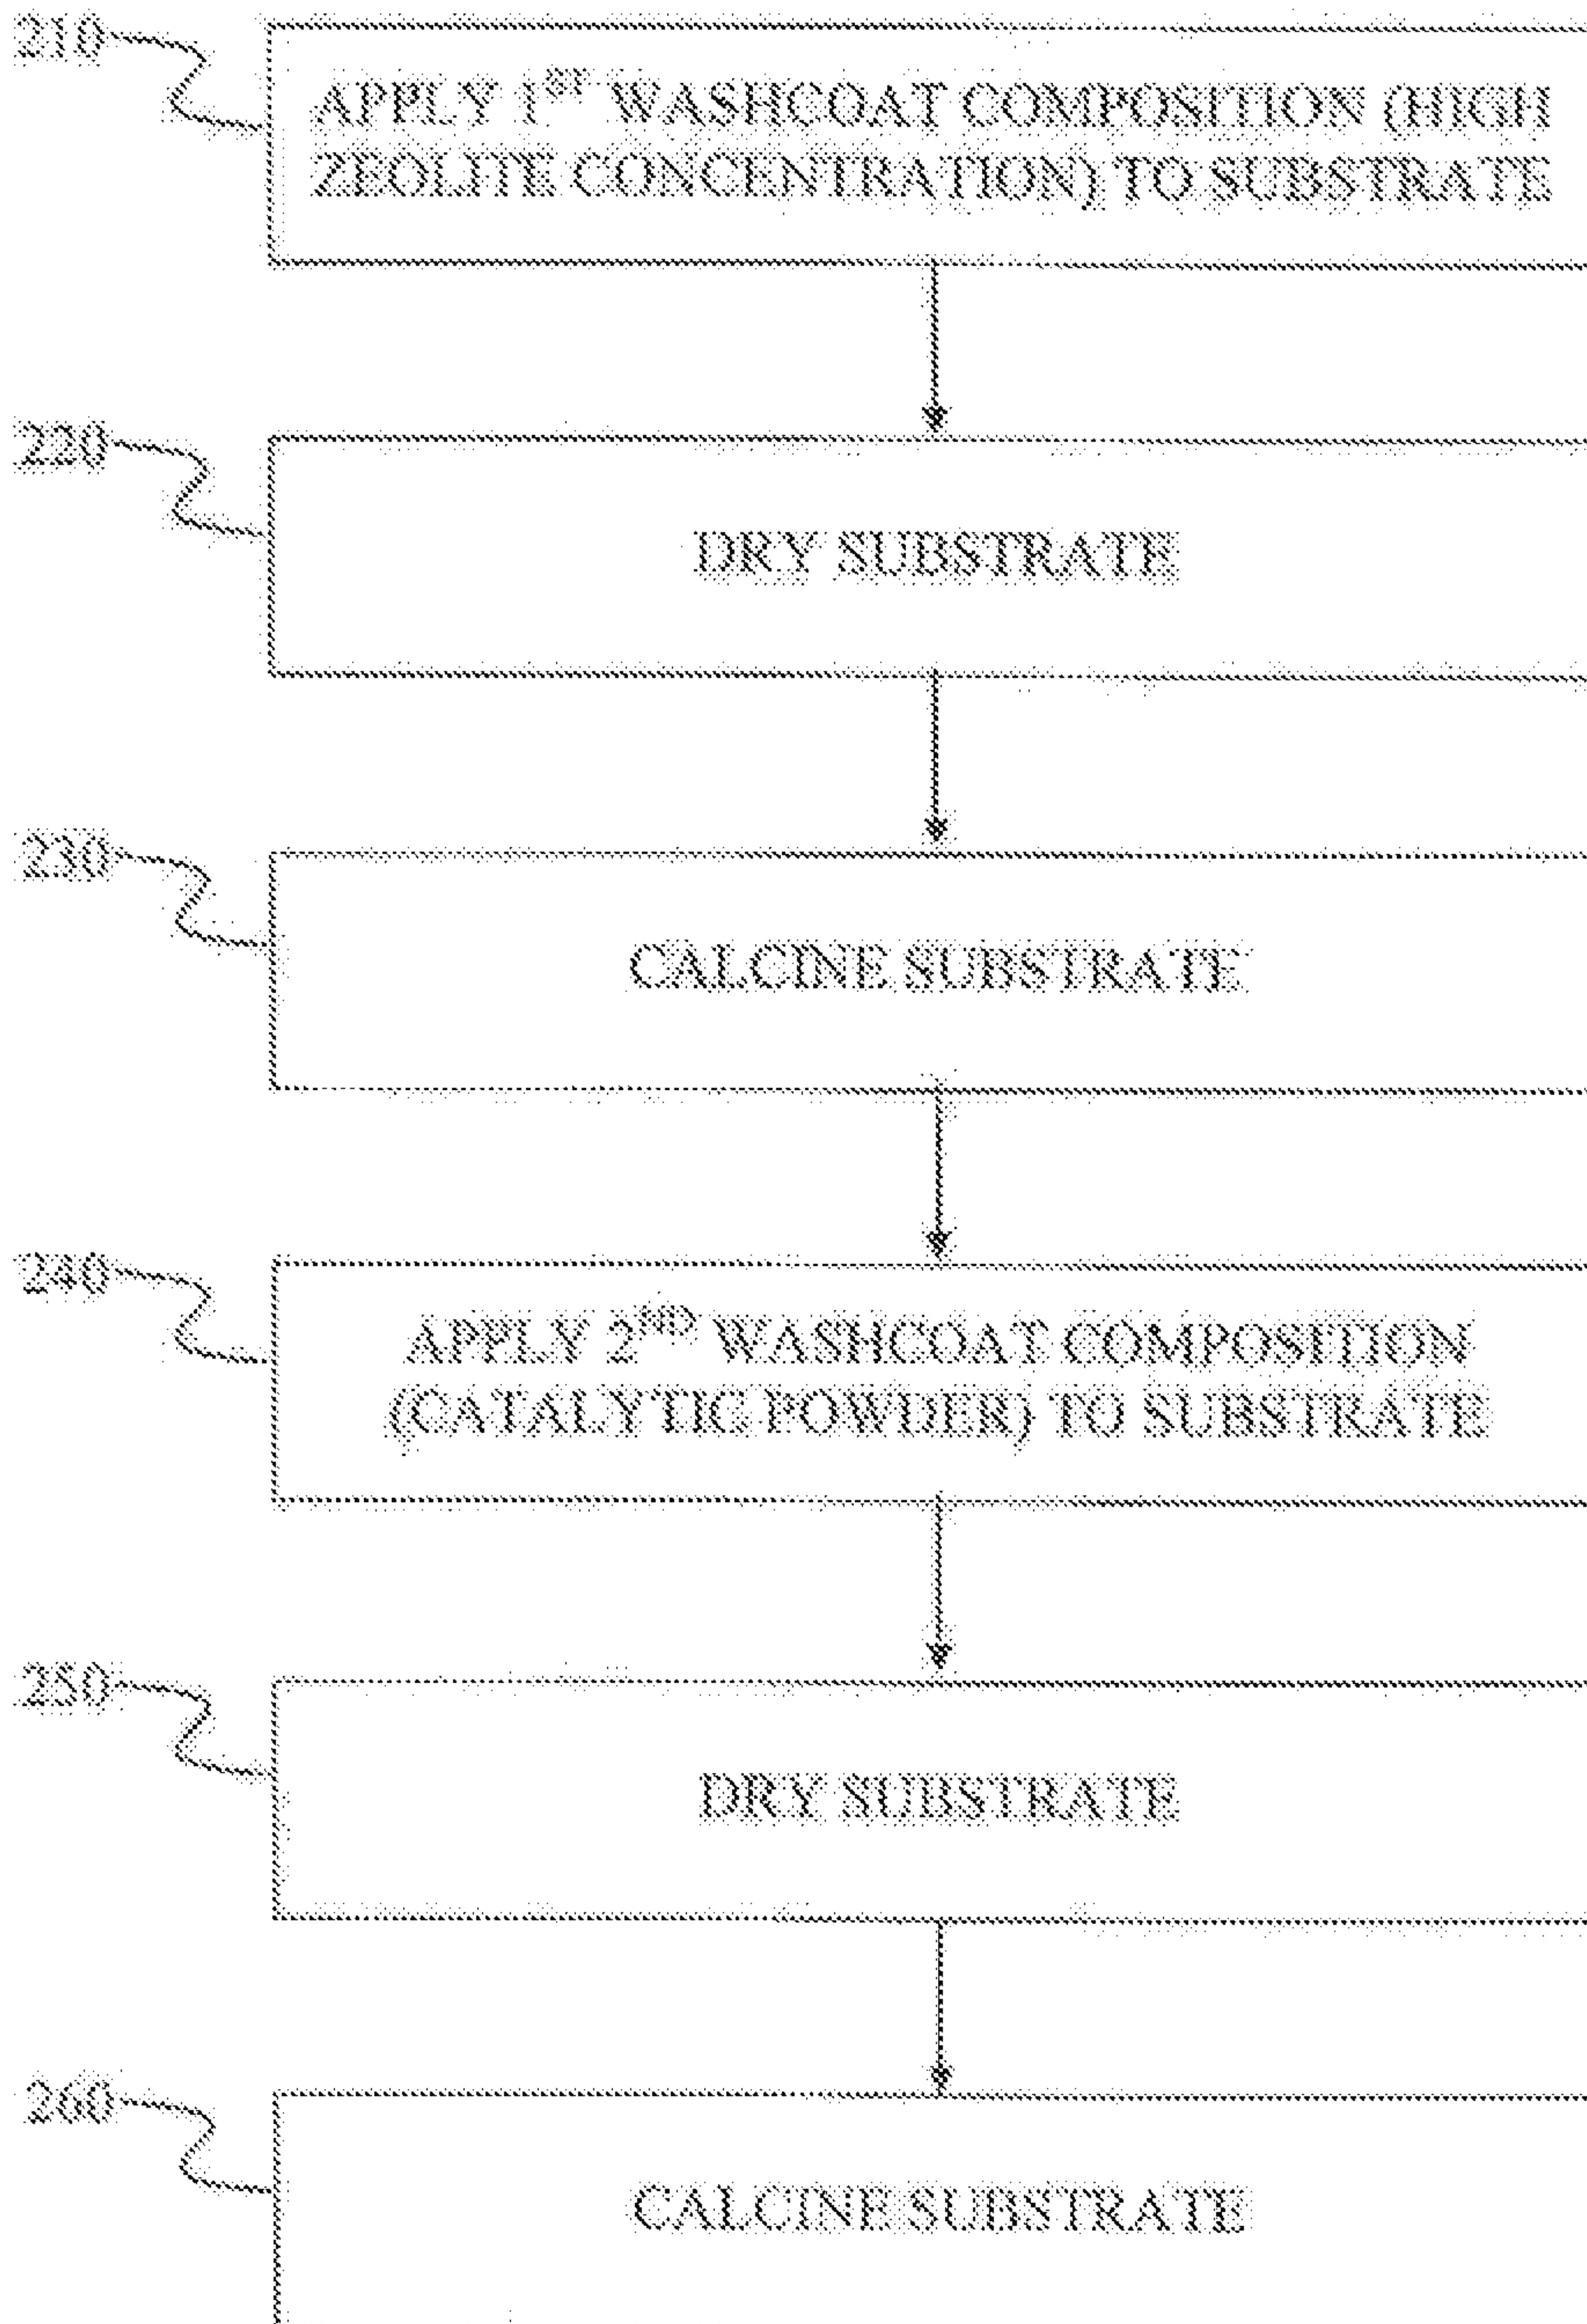 210
APPLY 1ST WASHCOAT COMPOSITION (HIGH
ZEOLITE CONCENTRATION) TO SUBSTRATE
220
DRY SUBSTRATE
230
CALCINE SUBSTRATE
240
APPLY 2ND WASHCOAT COMPOSITION
(CATALYTIC POWDER) TO SUBSTRATE
250
DRY SUBSTRATE
260
CALCINE SUBSTRATE